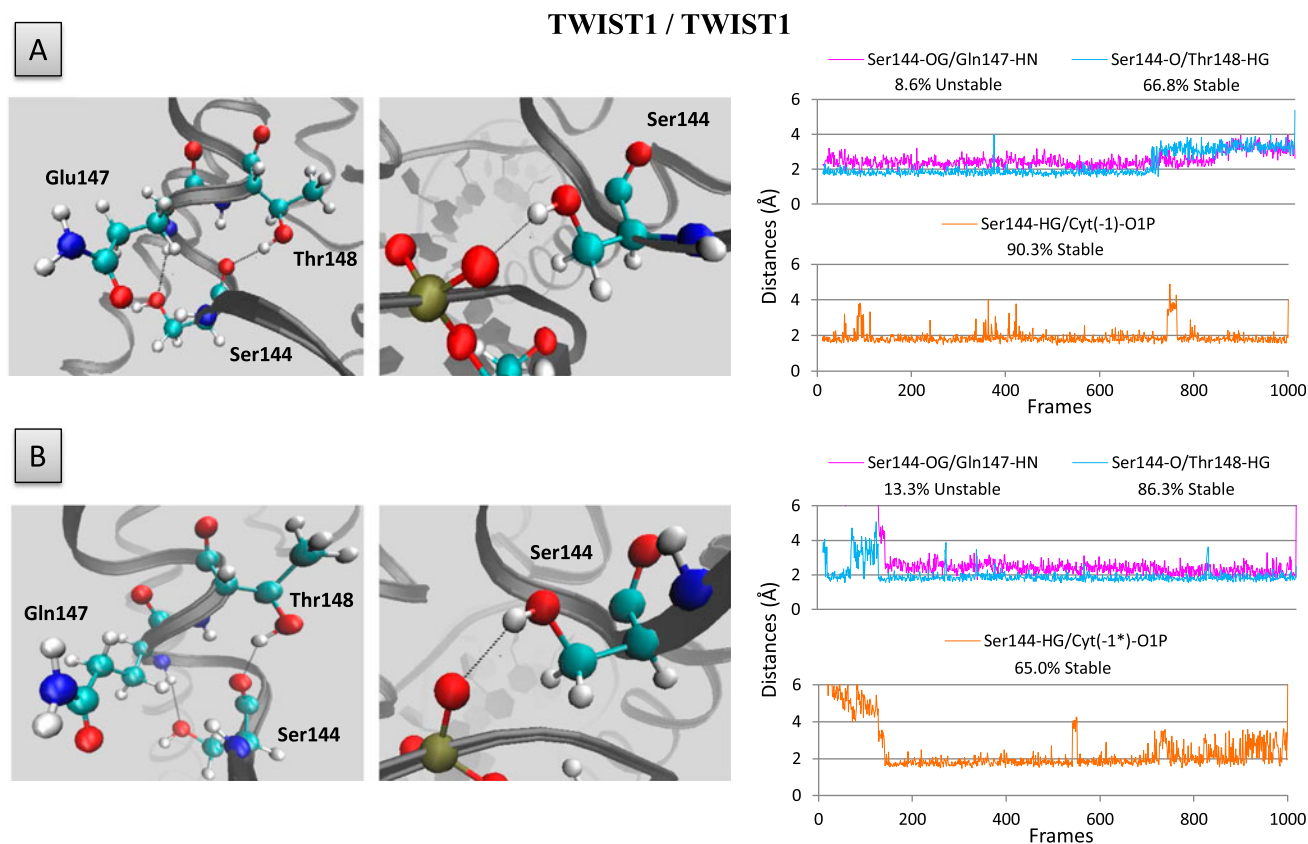 TWIST1 / TWIST1
A
Glu147
Thr148
Ser144
Ser144
Ser144-OG/Gln147-HN
8.6% Unstable
Ser144-O/Thr148-HG
66.8% Stable
6
4
2
0
Ser144-HG/Cyt(-1)-O1P
90.3% Stable
6
4
2
0
Distances (Å)
0 200 400 600 800 1000
Frames
B
Gln147
Thr148
Ser144
Ser144
Ser144-OG/Gln147-HN
13.3% Unstable
Ser144-O/Thr148-HG
86.3% Stable
6
4
2
0
Ser144-HG/Cyt(-1*)-O1P
65.0% Stable
6
4
2
0
Distances (Å)
0 200 400 600 800 1000
Frames